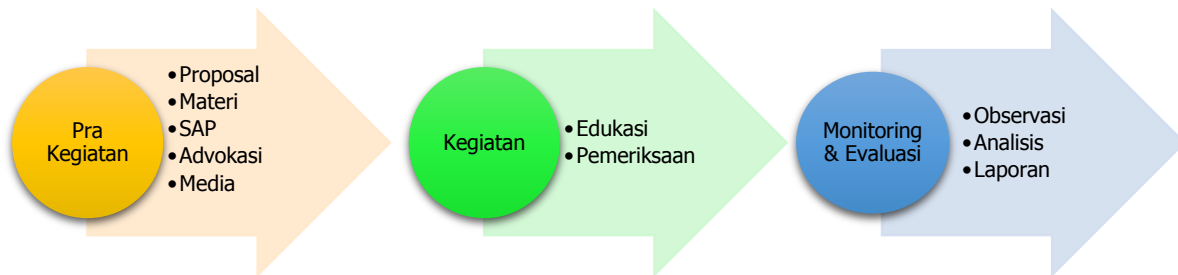 Pra
Kegiatan
•Proposal
•Materi
•SAP
•Advokasi
•Media
Kegiatan
•Edukasi
•Pemeriksaan
Monitoring
& Evaluasi
•Observasi
•Analisis
•Laporan